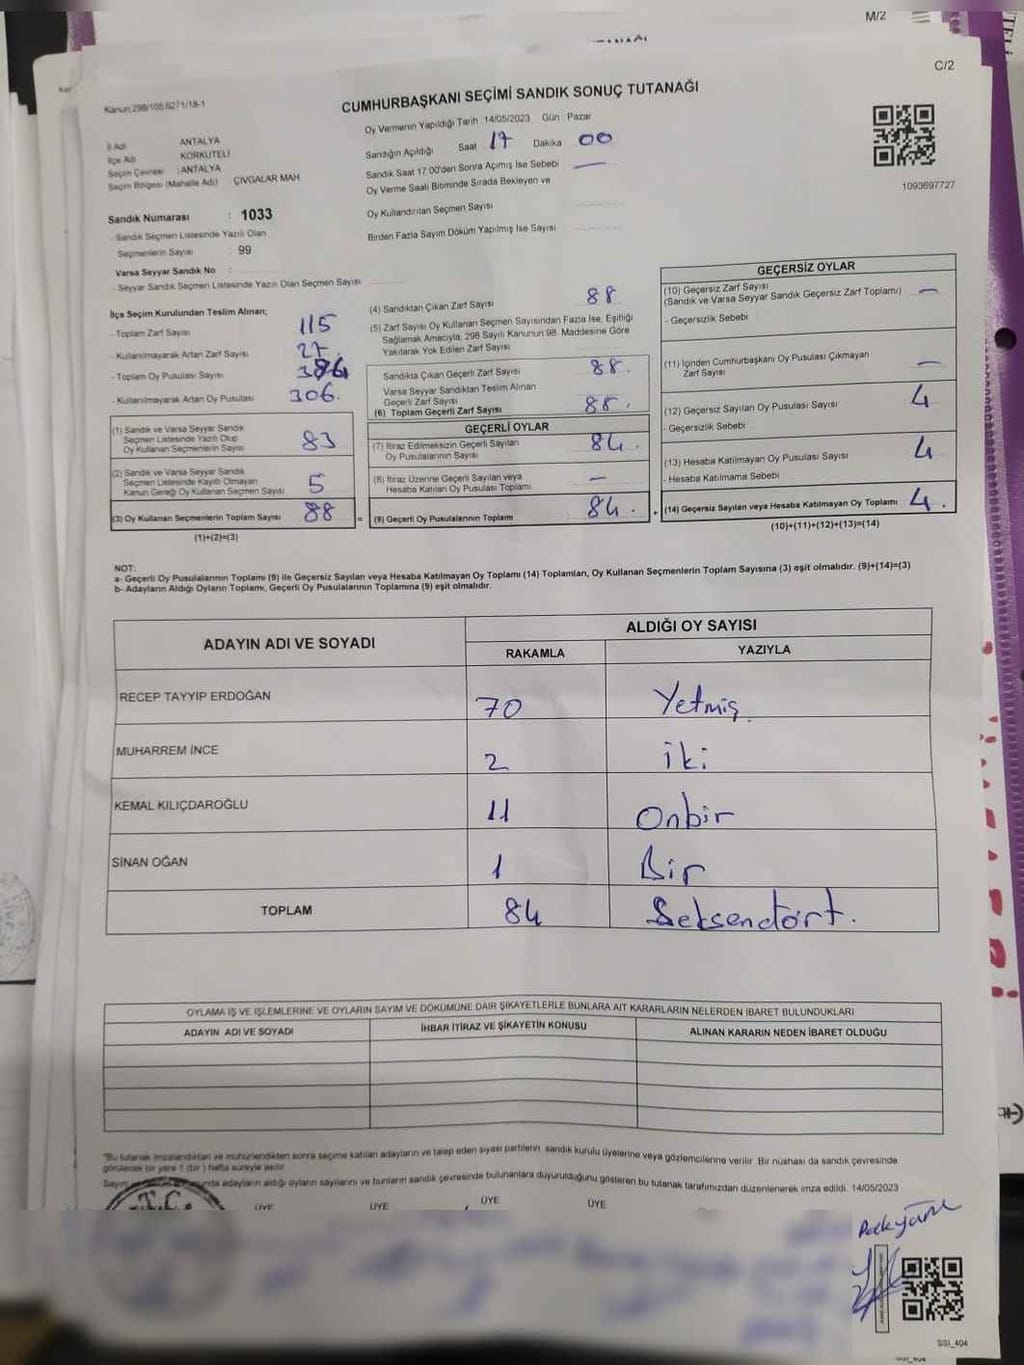 M/2
C/2
Kanun:298/105,6271/18-1
CUMHURBAŞKANI SEÇİMİ SANDIK SONUÇ TUTANAĞI
Oy Vermenin Yapıldığı Tarih :14/05/2023 Gün : Pazar
İl Adı ANTALYA
İlçe Adı KORKUTELİ
Seçim Çevresi : ANTALYA
Seçim Bölgesi (Mahalle Adı) ÇIVGALAR MAH
Sandığın Açıldığı Saat 17 Dakika 00
Sandık Saat 17.00'den Sonra Açımış İse Sebebi —
Oy Verme Saati Bitiminde Sırada Bekleyen ve
Oy Kullandırılan Seçmen Sayısı
Birden Fazla Sayım Döküm Yapılmış İse Sayısı
1093697727
Sandık Numarası : 1033
- Sandık Seçmen Listesinde Yazılı Olan
Seçmenlerin Sayısı : 99
Varsa Seyyar Sandık No :
- Seyyar Sandık Seçmen Listesinde Yazılı Olan Seçmen Sayısı
İlçe Seçim Kurulundan Teslim Alınan;
- Toplam Zarf Sayısı 115
- Kullanılmayarak Artan Zarf Sayısı 27.
- Toplam Oy Pusulası Sayısı
- Kullanılmayarak Artan Oy Pusulası 306.
(1) Sandık ve Varsa Seyyar Sandık
Seçmen Listesinde Yazılı Olup
Oy Kullanan Seçmenlerin Sayısı 83
(2) Sandık ve Varsa Seyyar Sandık
Seçmen Listesinde Kayıtlı Olmayan
Kanun Gereği Oy Kullanan Seçmen Sayısı 5
(3) Oy Kullanan Seçmenlerin Toplam Sayısı 88
(1)+(2)=(3)
(4) Sandıktan Çıkan Zarf Sayısı 88
(5) Zarf Sayısı Oy Kullanan Seçmen Sayısından Fazla İse, Eşitliği
Sağlamak Amacıyla; 298 Sayılı Kanunun 98. Maddesine Göre
Yakılarak Yok Edilen Zarf Sayısı
Sandıkta Çıkan Geçerli Zarf Sayısı 88.
Varsa Seyyar Sandıktan Teslim Alınan
Geçerli Zarf Sayısı
(6) Toplam Geçerli Zarf Sayısı 88.
GEÇERLİ OYLAR
(7) İtiraz Edilmeksizin Geçerli Sayılan
Oy Pusulalarının Sayısı 84.
(8) İtiraz Üzerine Geçerli Sayılan veya
Hesaba Katılan Oy Pusulası Toplamı —
= (9) Geçerli Oy Pusulalarının Toplamı 84.
GEÇERSİZ OYLAR
(10) Geçersiz Zarf Sayısı
(Sandık ve Varsa Seyyar Sandık Geçersiz Zarf Toplamı) —
- Geçersizlik Sebebi
(11) İçinden Cumhurbaşkanı Oy Pusulası Çıkmayan
Zarf Sayısı —
(12) Geçersiz Sayılan Oy Pusulası Sayısı 4
- Geçersizlik Sebebi
(13) Hesaba Katılmayan Oy Pusulası Sayısı 4
- Hesaba Katılmama Sebebi
+ (14) Geçersiz Sayılan veya Hesaba Katılmayan Oy Toplamı 4.
(10)+(11)+(12)+(13)=(14)
NOT:
a- Geçerli Oy Pusulalarının Toplamı (9) ile Geçersiz Sayılan veya Hesaba Katılmayan Oy Toplamı (14) Toplamları, Oy Kullanan Seçmenlerin Toplam Sayısına (3) eşit olmalıdır. (9)+(14)=(3)
b- Adayların Aldığı Oyların Toplamı, Geçerli Oy Pusulalarının Toplamına (9) eşit olmalıdır.
ADAYIN ADI VE SOYADI
ALDIĞI OY SAYISI
RAKAMLA YAZIYLA
RECEP TAYYİP ERDOĞAN 70 Yetmiş.
MUHARREM İNCE 2 iki
KEMAL KILIÇDAROĞLU 11 Onbir
SİNAN OĞAN 1 Bir
TOPLAM 84 Seksendört.
OYLAMA İŞ VE İŞLEMLERİNE VE OYLARIN SAYIM VE DÖKÜMÜNE DAİR ŞİKAYETLERLE BUNLARA AİT KARARLARIN NELERDEN İBARET BULUNDUKLARI
ADAYIN ADI VE SOYADI İHBAR İTİRAZ VE ŞİKAYETİN KONUSU ALINAN KARARIN NEDEN İBARET OLDUĞU
"Bu tutanak imzalandıktan ve mühürlendikten sonra seçime katılan adayların ve talep eden siyasi partilerin sandık kurulu üyelerine veya gözlemcilerine verilir. Bir nüshası da sandık çevresinde
görülecek bir yere 1 (bir) hafta süreyle asılır.
adayların aldığı oyların sayılarını ve bunların sandık çevresinde bulunanlara duyurulduğunu gösteren bu tutanak tarafımızdan düzenlenerek imza edildi. 14/05/2023
T.C.
ÜYE ÜYE ÜYE ÜYE
SSI_404